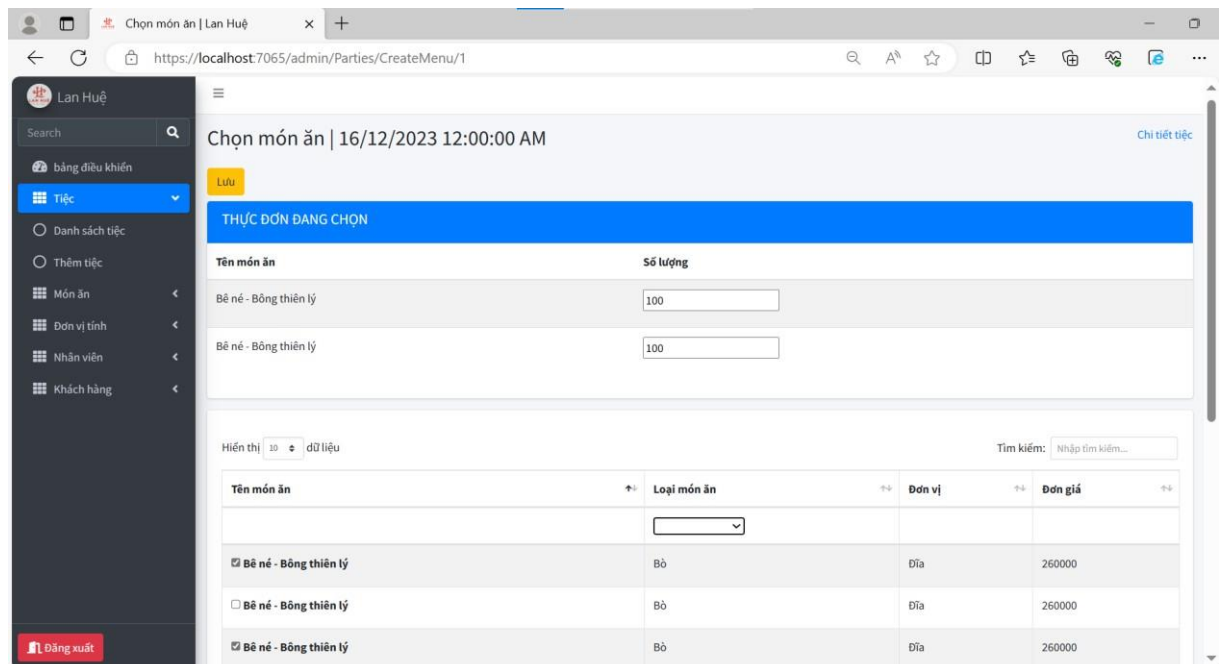 Chọn món ăn | Lan Huệ
https://localhost:7065/admin/Parties/CreateMenu/1
Lan Huệ
Search
Chọn món ăn | 16/12/2023 12:00:00 AM
Chi tiết tiệc
bảng điều khiển
Lưu
Tiệc
THỰC ĐƠN ĐANG CHỌN
Danh sách tiệc
Thêm tiệc
Tên món ăn Số lượng
Món ăn
Bê né - Bông thiên lý 100
Đơn vị tính
Nhân viên
Bê né - Bông thiên lý 100
Khách hàng
Hiển thị 10 dữ liệu
Tìm kiếm: Nhập tìm kiếm...
Tên món ăn Loại món ăn Đơn vị Đơn giá
Bê né - Bông thiên lý Bò Đĩa 260000
Bê né - Bông thiên lý Bò Đĩa 260000
Bê né - Bông thiên lý Bò Đĩa 260000
Đăng xuất